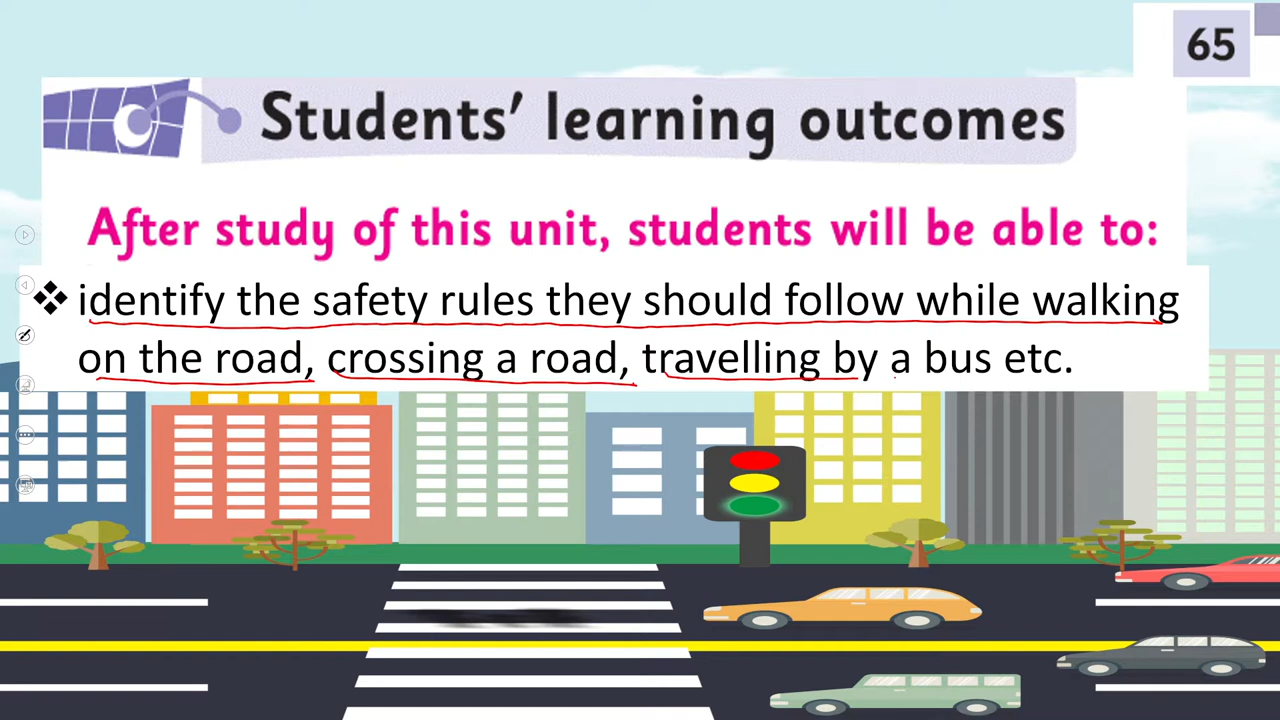 65
Students' learning outcomes
After study of this unit, students will be able to:
❖ identify the safety rules they should follow while walking
on the road, crossing a road, travelling by a bus etc.